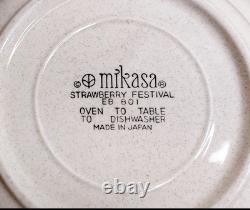 © mikasa®
STRAWBERRY FESTIVAL
EB 801
OVEN TO TABLE
TO DISHWASHER
MADE IN JAPAN